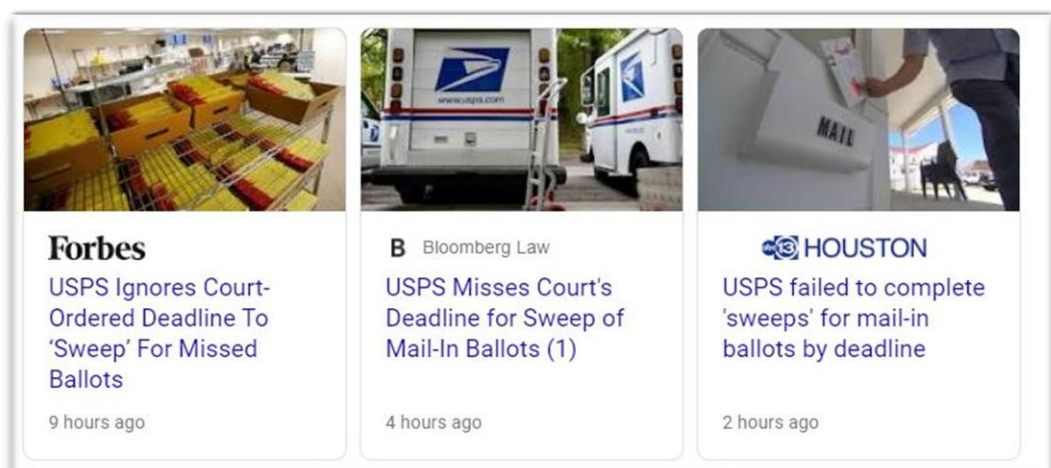 www.usps.com
MAIL
Forbes
USPS Ignores Court-
Ordered Deadline To
‘Sweep’ For Missed
Ballots
9 hours ago
B Bloomberg Law
USPS Misses Court's
Deadline for Sweep of
Mail-In Ballots (1)
4 hours ago
abc 13 HOUSTON
USPS failed to complete
'sweeps' for mail-in
ballots by deadline
2 hours ago